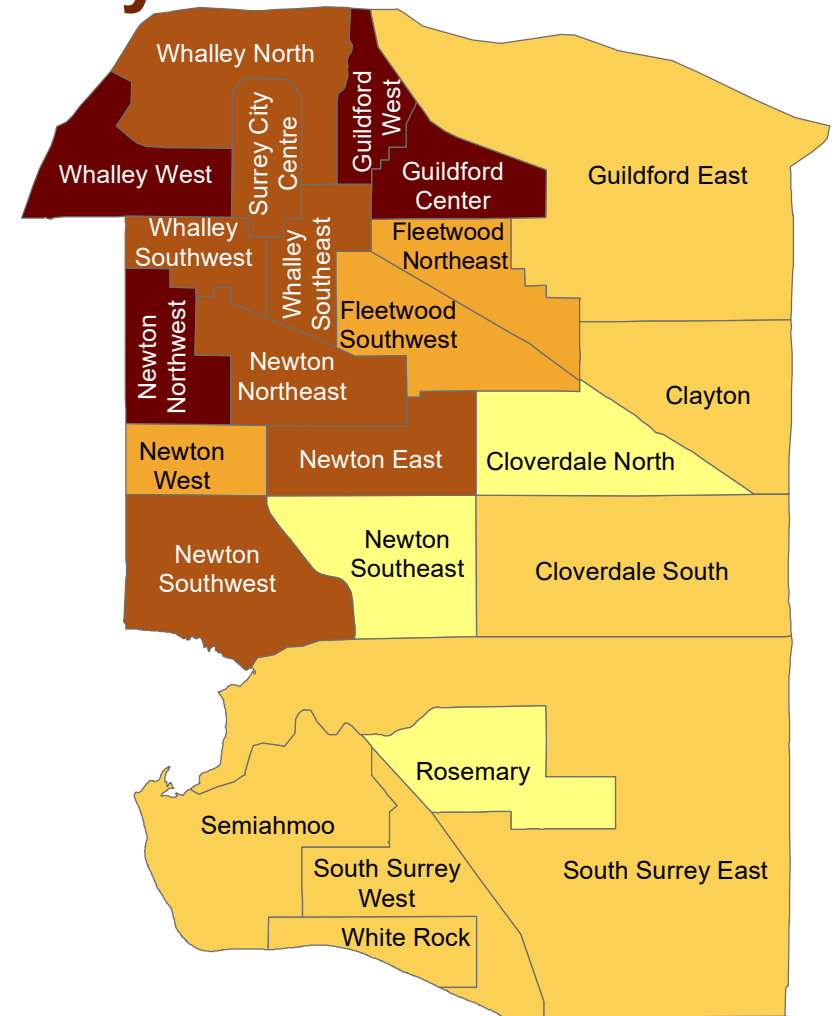 Whalley North
Guildford
West
Surrey City
Centre
Whalley West
Guildford
Center
Guildford East
Whalley
Southwest
Whalley
Southeast
Fleetwood
Northeast
Fleetwood
Southwest
Newton
Northwest
Newton
Northeast
Clayton
Newton
West
Newton East
Cloverdale North
Newton
Southwest
Newton
Southeast
Cloverdale South
Rosemary
Semiahmoo
South Surrey
West
South Surrey East
White Rock